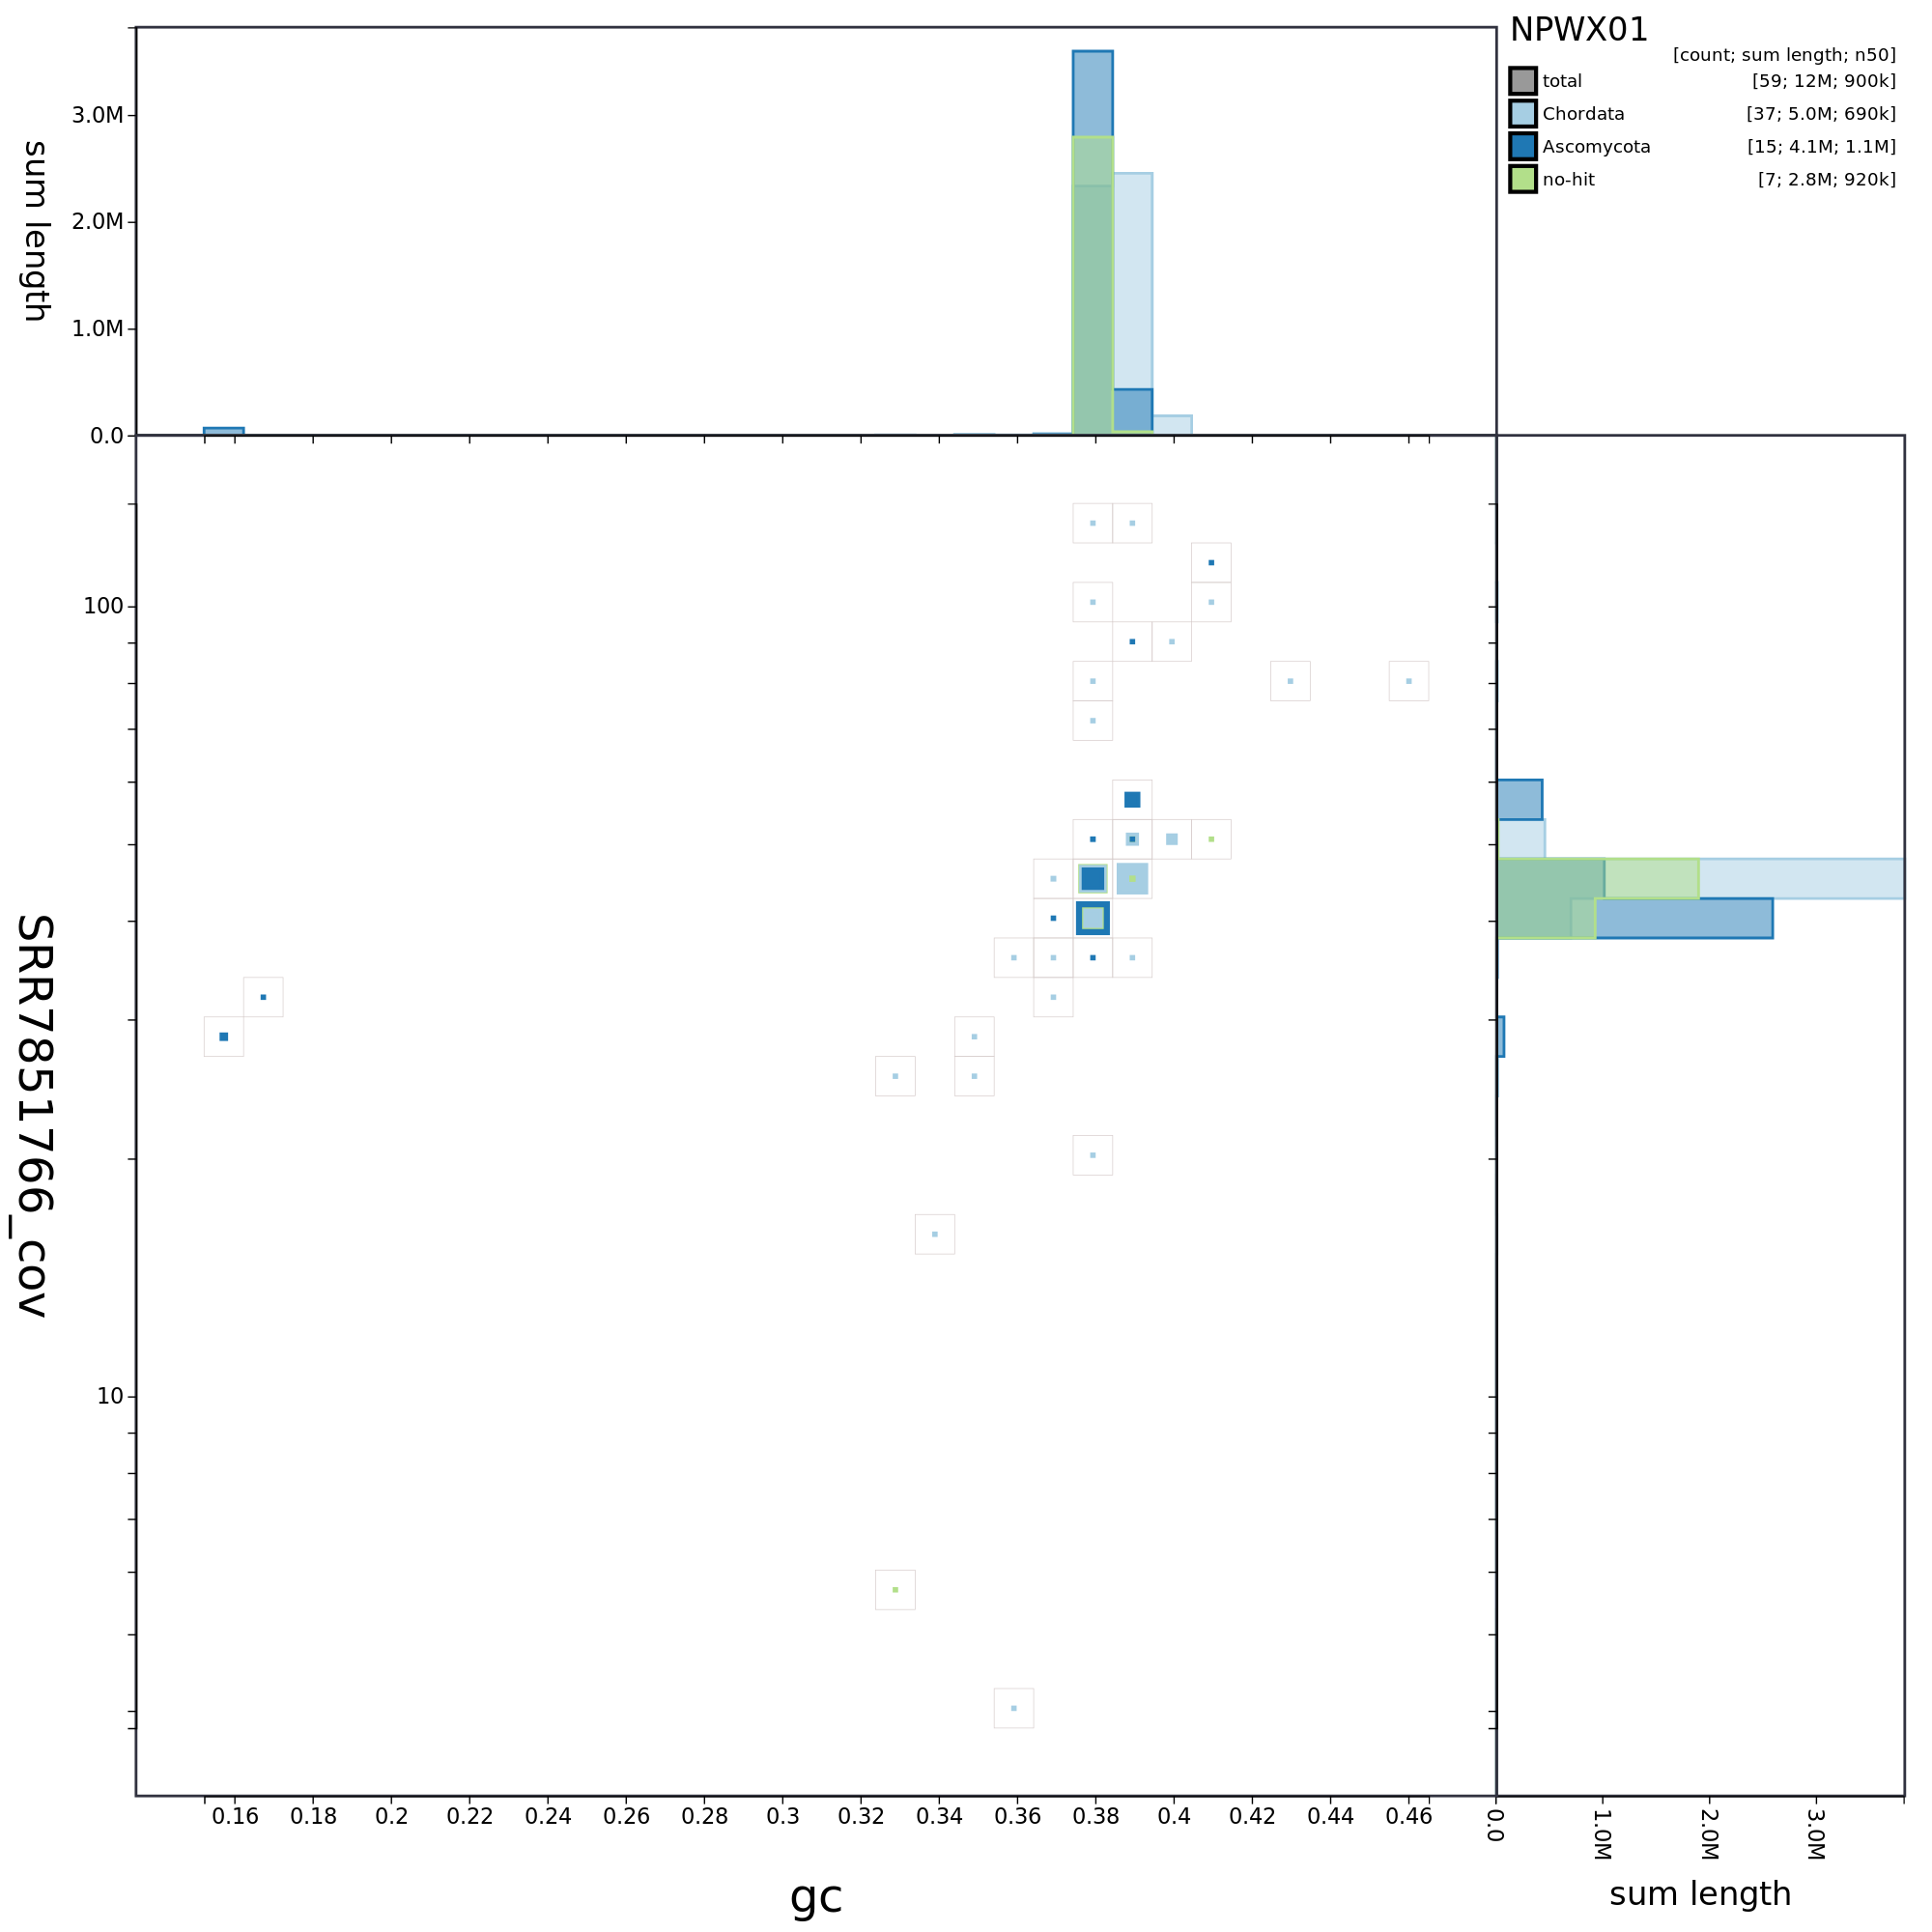 NPWX01
[count; sum length; n50]
total [59; 12M; 900k]
Chordata [37; 5.0M; 690k]
Ascomycota [15; 4.1M; 1.1M]
no-hit [7; 2.8M; 920k]
sum length
3.0M
2.0M
1.0M
0.0
SRR7851766_cov
100
10
0.16 0.18 0.2 0.22 0.24 0.26 0.28 0.3 0.32 0.34 0.36 0.38 0.4 0.42 0.44 0.46
gc
0.0 1.0M 2.0M 3.0M
sum length